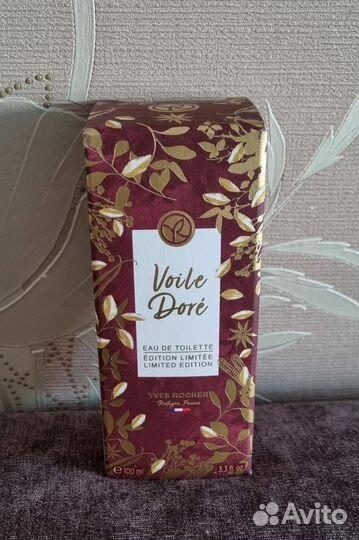 Voile
Doré
EAU DE TOILETTE
ÉDITION LIMITÉE
LIMITED EDITION
YVES ROCHER
Bretagne, France
e 100 ml
3.3 fl. oz
Avito